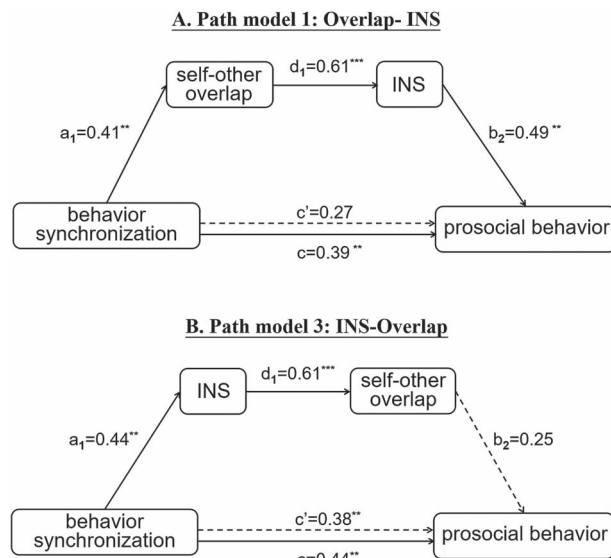 A. Path model 1: Overlap- INS
self-other
overlap
d1=0.61***
INS
a1=0.41**
b2=0.49 **
behavior
synchronization
c'=0.27
c=0.39 **
prosocial behavior
B. Path model 3: INS-Overlap
INS
d1=0.61***
self-other
overlap
a1=0.44**
b2=0.25
behavior
synchronization
c'=0.38**
prosocial behavior
c=0.44**